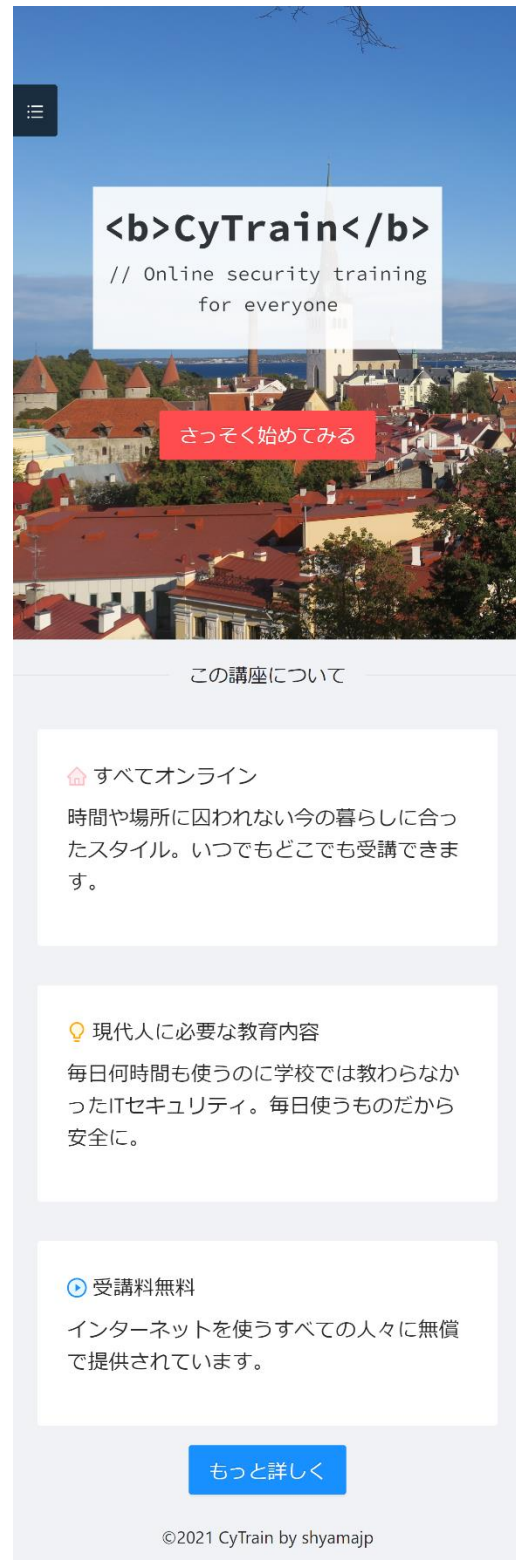 <b>CyTrain</b>
// Online security training
for everyone
さっそく始めてみる
この講座について
すべてオンライン
時間や場所に囚われない今の暮らしに合っ
たスタイル。いつでもどこでも受講できま
す。
現代人に必要な教育内容
毎日何時間も使うのに学校では教わらなか
ったITセキュリティ。毎日使うものだから
安全に。
受講料無料
インターネットを使うすべての人々に無償
で提供されています。
もっと詳しく
©2021 CyTrain by shyamajp